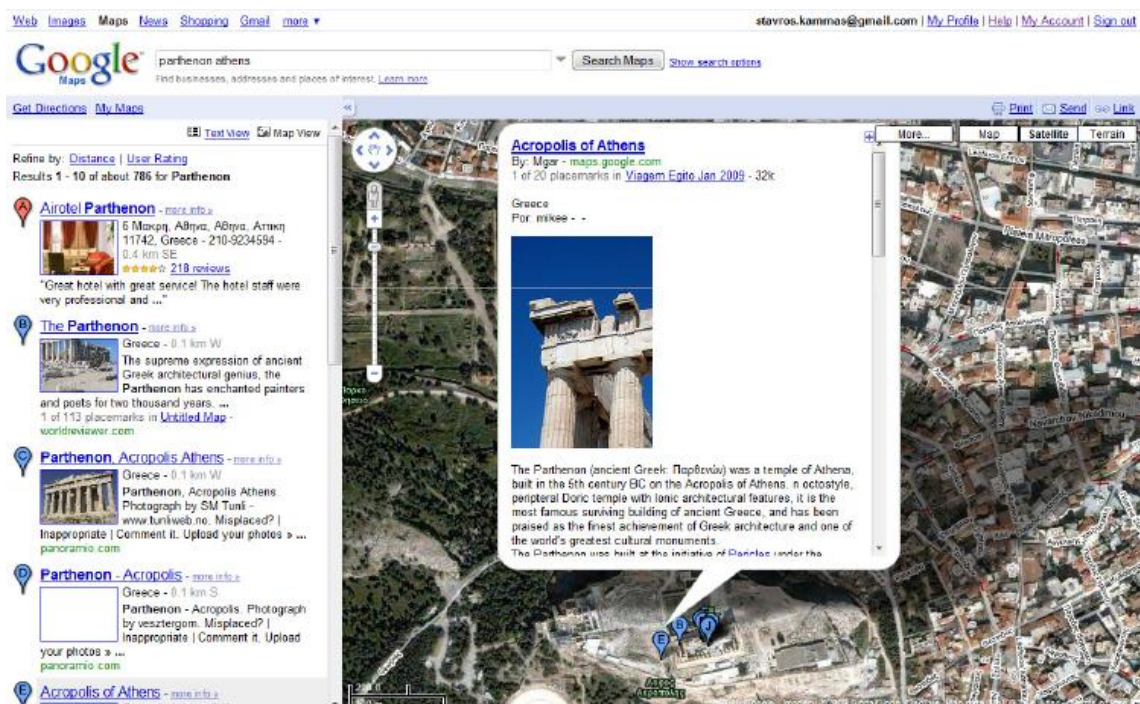 Web Images Maps News Shopping Gmail more ▼
stavros.kammas@gmail.com | My Profile | Help | My Account | Sign out
Google Maps
parthenon athens
Search Maps
Show search options
Find businesses, addresses and places of interest. Learn more
Get Directions My Maps
Print Send Link
Text View Map View
Refine by: Distance | User Rating
Results 1 - 10 of about 786 for Parthenon
A
Airotel Parthenon - more info »
6 Μακρη, Αθηνα, Αθηνα, Αττικη
11742, Greece - 210-9234594 -
0.4 km SE
218 reviews
"Great hotel with great service! The hotel staff were
very professional and ..."
B
The Parthenon - more info »
Greece - 0.1 km W
The supreme expression of ancient
Greek architectural genius, the
Parthenon has enchanted painters
and poets for two thousand years. ...
1 of 113 placemarks in Untitled Map -
worldreviewer.com
C
Parthenon, Acropolis Athens - more info »
Greece - 0.1 km W
Parthenon, Acropolis Athens.
Photograph by SM Tunli -
www.tunliweb.no. Misplaced? |
Inappropriate | Comment it. Upload your photos » ...
panoramio.com
D
Parthenon - Acropolis - more info »
Greece - 0.1 km S
Parthenon - Acropolis. Photograph
by vesztergom. Misplaced? |
Inappropriate | Comment it. Upload
your photos » ...
panoramio.com
E
Acropolis of Athens - more info »
More... Map Satellite Terrain
Acropolis of Athens
By: Mgar - maps.google.com
1 of 20 placemarks in Viagem Egito Jan 2009 - 32k
Greece
Por: mikee - -
The Parthenon (ancient Greek: Παρθενών) was a temple of Athena,
built in the 5th century BC on the Acropolis of Athens. n octostyle,
peripteral Doric temple with Ionic architectural features, it is the
most famous surviving building of ancient Greece, and has been
praised as the finest achievement of Greek architecture and one of
the world's greatest cultural monuments.
The Parthenon was built at the initiative of Pericles under the
Mitropoleos
E
B
J